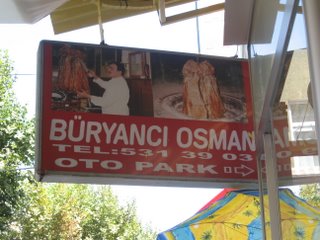 BÜRYANCI OSMAN
TEL:531 39 03
OTO PARK